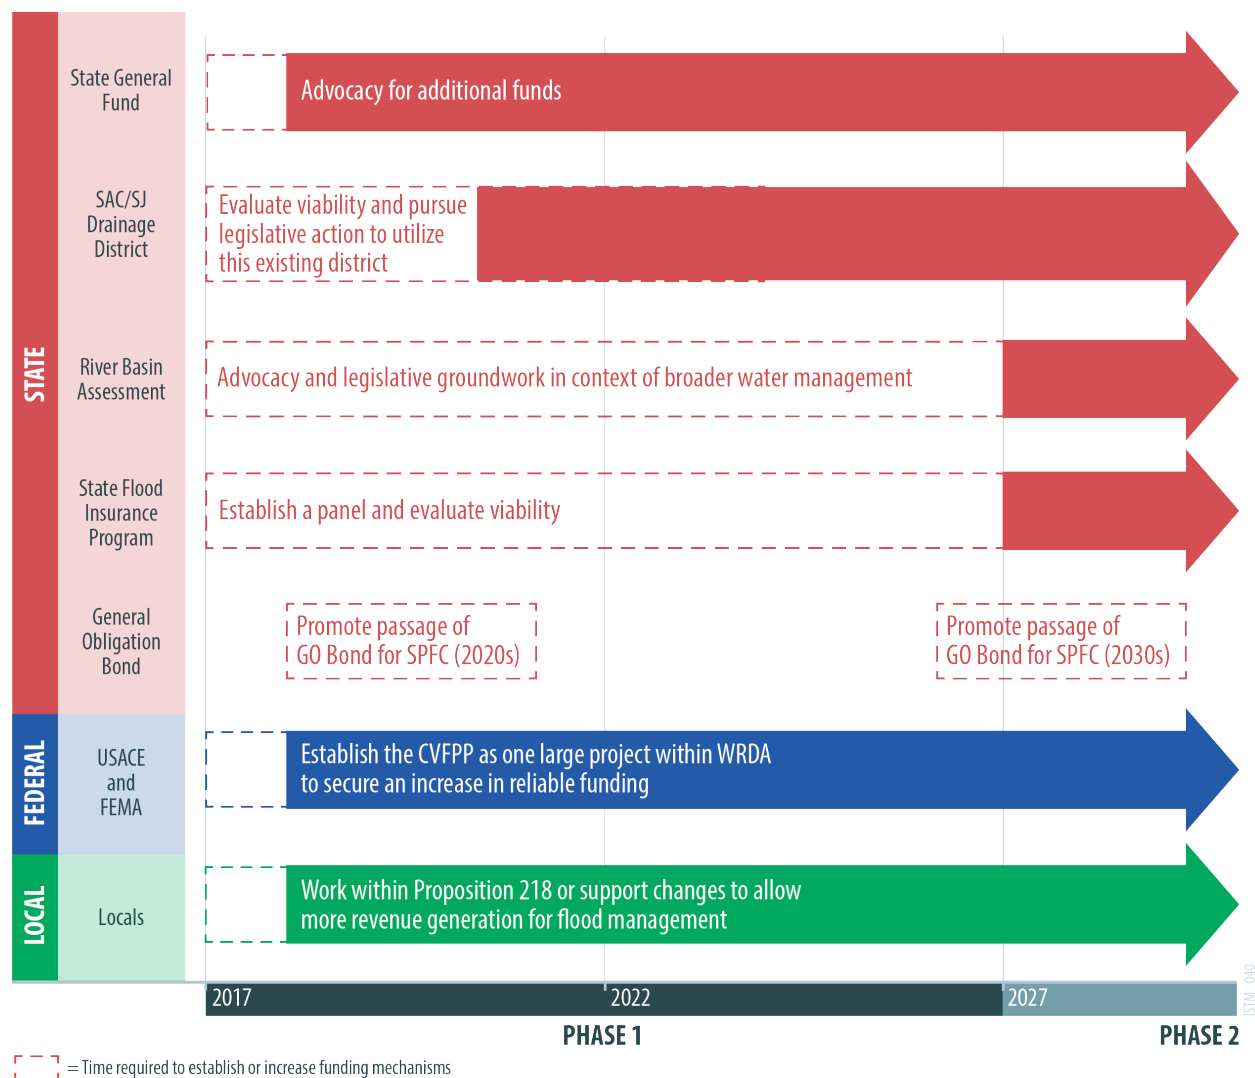 STATE
State General
Fund
Advocacy for additional funds
SAC/SJ
Drainage
District
Evaluate viability and pursue
legislative action to utilize
this existing district
River Basin
Assessment
Advocacy and legislative groundwork in context of broader water management
State Flood
Insurance
Program
Establish a panel and evaluate viability
General
Obligation
Bond
Promote passage of
GO Bond for SPFC (2020s)
Promote passage of
GO Bond for SPFC (2030s)
FEDERAL
USACE
and
FEMA
Establish the CVFPP as one large project within WRDA
to secure an increase in reliable funding
LOCAL
Locals
Work within Proposition 218 or support changes to allow
more revenue generation for flood management
2017
2022
2027
PHASE 1
PHASE 2
ISTM 040
= Time required to establish or increase funding mechanisms